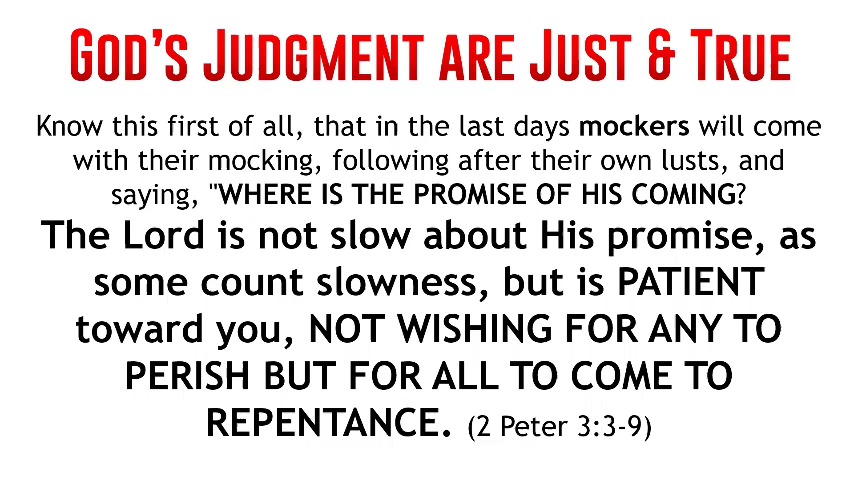 GOD'S JUDGMENT ARE JUST & TRUE
Know this first of all, that in the last days mockers will come
with their mocking, following after their own lusts, and
saying, "WHERE IS THE PROMISE OF HIS COMING?
The Lord is not slow about His promise, as
some count slowness, but is PATIENT
toward you, NOT WISHING FOR ANY TO
PERISH BUT FOR ALL TO COME TO
REPENTANCE. (2 Peter 3:3-9)